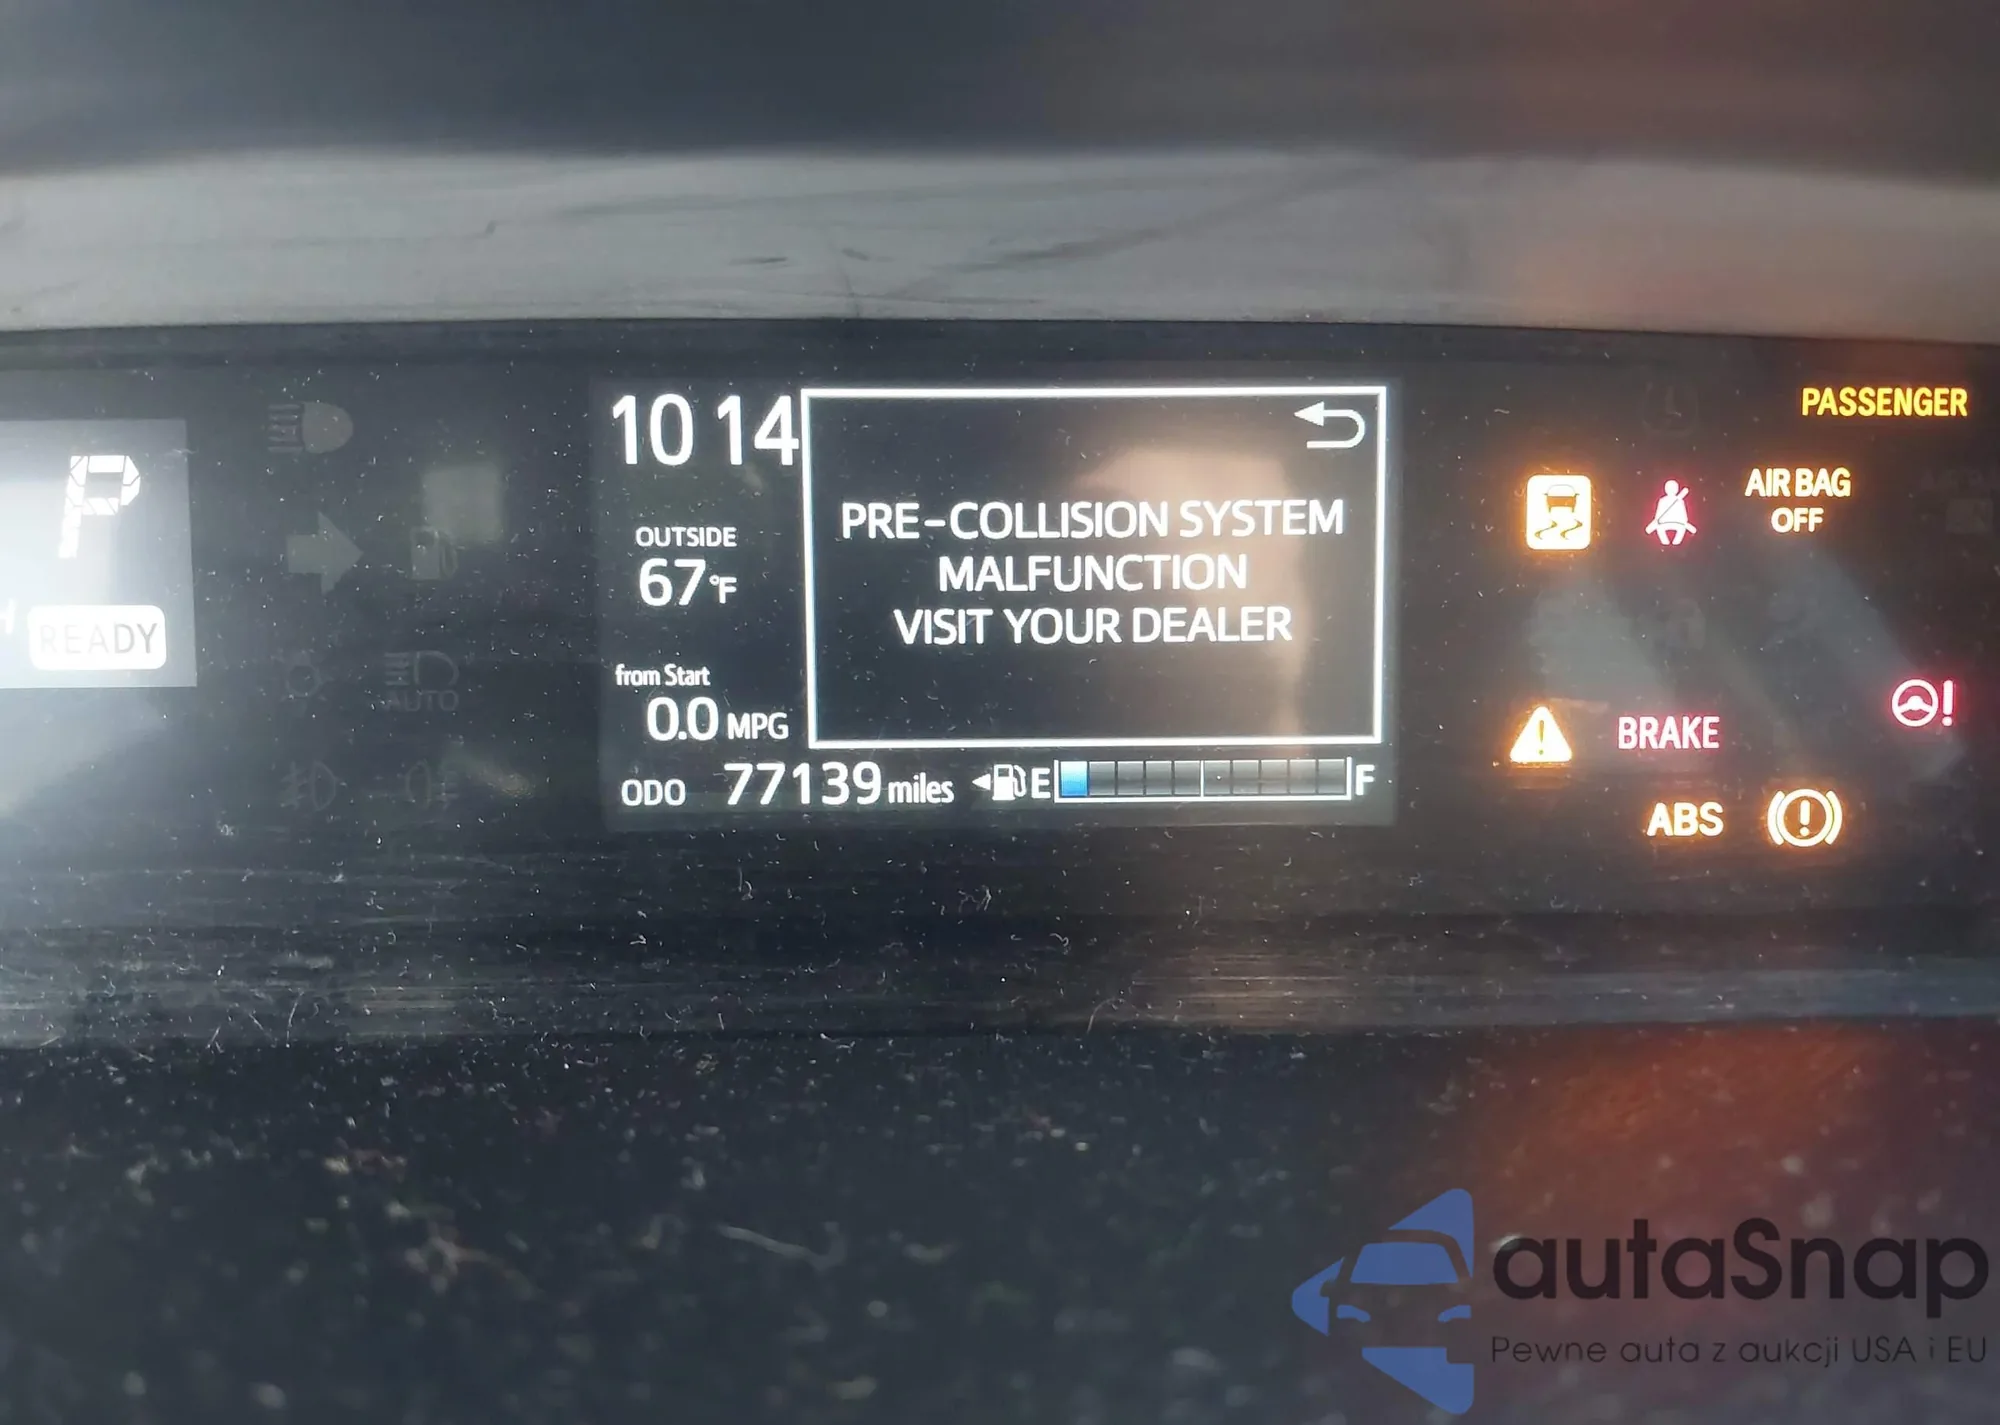 P
READY
AUTO
10 14
OUTSIDE
67°F
from Start
0.0 MPG
ODO 77139 miles
E F
PRE-COLLISION SYSTEM
MALFUNCTION
VISIT YOUR DEALER
PASSENGER
AIR BAG
OFF
BRAKE
ABS
autaSnap
Pewne auta z aukcji USA i EU